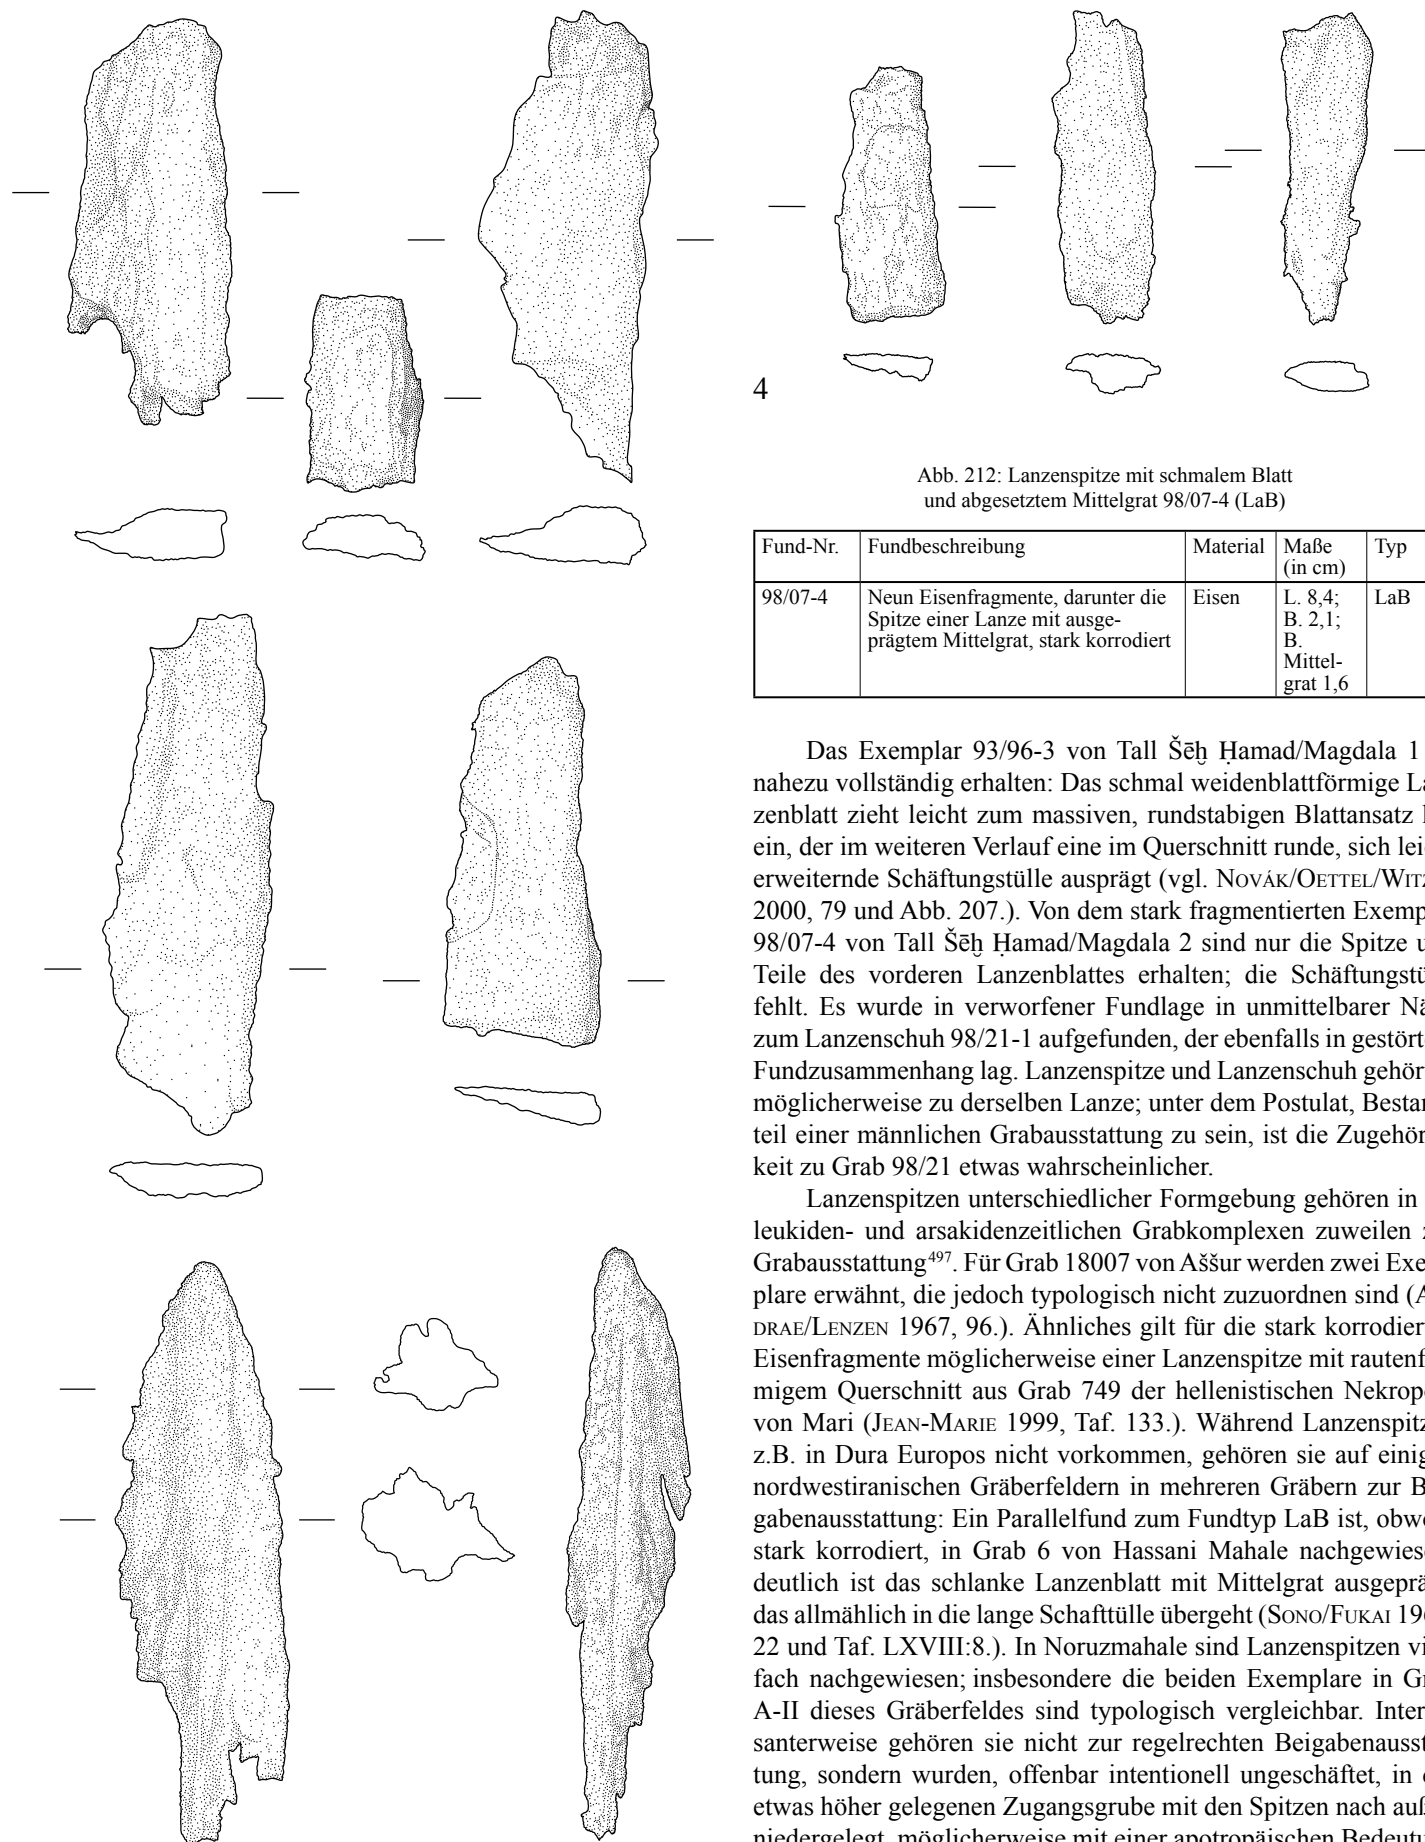 4
Abb. 212: Lanzenspitze mit schmalem Blatt
und abgesetztem Mittelgrat 98/07-4 (LaB)
Fund-Nr. Fundbeschreibung Material Maße (in cm) Typ
98/07-4 Neun Eisenfragmente, darunter die Eisen L. 8,4; LaB
Spitze einer Lanze mit ausge- B. 2,1;
prägtem Mittelgrat, stark korrodiert B.
Mittel-
grat 1,6
Das Exemplar 93/96-3 von Tall Šēḫ Ḥamad/Magdala 1
nahezu vollständig erhalten: Das schmal weidenblattförmige La
zenblatt zieht leicht zum massiven, rundstabigen Blattansatz h
ein, der im weiteren Verlauf eine im Querschnitt runde, sich lei
erweiternde Schäftungstülle ausprägt (vgl. Novák/Oettel/Witz
2000, 79 und Abb. 207.). Von dem stark fragmentierten Exemp
98/07-4 von Tall Šēḫ Ḥamad/Magdala 2 sind nur die Spitze u
Teile des vorderen Lanzenblattes erhalten; die Schäftungstü
fehlt. Es wurde in verworfener Fundlage in unmittelbarer Nä
zum Lanzenschuh 98/21-1 aufgefunden, der ebenfalls in gestört
Fundzusammenhang lag. Lanzenspitze und Lanzenschuh gehör
möglicherweise zu derselben Lanze; unter dem Postulat, Bestan
teil einer männlichen Grabausstattung zu sein, ist die Zugehör
keit zu Grab 98/21 etwas wahrscheinlicher.
Lanzenspitzen unterschiedlicher Formgebung gehören in
leukiden- und arsakidenzeitlichen Grabkomplexen zuweilen z
Grabausstattung497. Für Grab 18007 von Aššur werden zwei Exe
plare erwähnt, die jedoch typologisch nicht zuzuordnen sind (A
drae/Lenzen 1967, 96.). Ähnliches gilt für die stark korrodier
Eisenfragmente möglicherweise einer Lanzenspitze mit rautenf
migem Querschnitt aus Grab 749 der hellenistischen Nekrop
von Mari (Jean-Marie 1999, Taf. 133.). Während Lanzenspitz
z.B. in Dura Europos nicht vorkommen, gehören sie auf einig
nordwestiranischen Gräberfeldern in mehreren Gräbern zur B
gabenausstattung: Ein Parallelfund zum Fundtyp LaB ist, obw
stark korrodiert, in Grab 6 von Hassani Mahale nachgewies
deutlich ist das schlanke Lanzenblatt mit Mittelgrat ausgeprä
das allmählich in die lange Schafttülle übergeht (Sono/Fukai 19
22 und Taf. LXVIII:8.). In Noruzmahale sind Lanzenspitzen vi
fach nachgewiesen; insbesondere die beiden Exemplare in Gr
A-II dieses Gräberfeldes sind typologisch vergleichbar. Inter
santerweise gehören sie nicht zur regelrechten Beigabenausst
tung, sondern wurden, offenbar intentionell ungeschäftet, in
etwas höher gelegenen Zugangsgrube mit den Spitzen nach auß
niedergelegt, möglicherweise mit einer apotropäischen Bedeutu